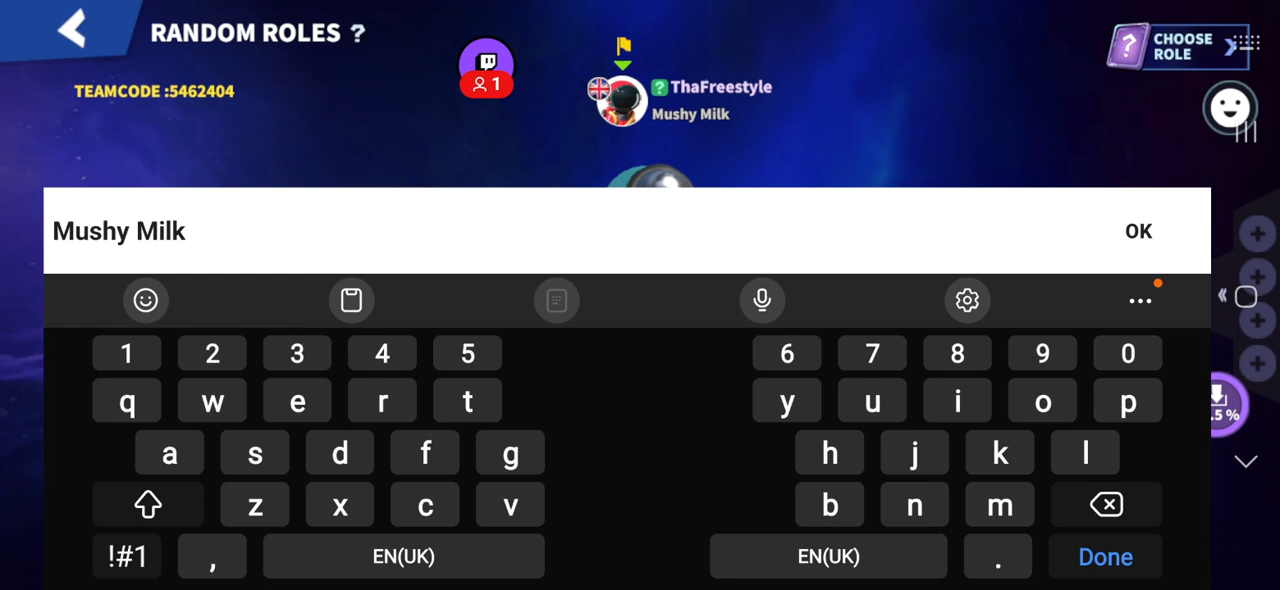 RANDOM ROLES ?
? CHOOSE
ROLE
TEAMCODE :5462404
1
? ThaFreestyle
Mushy Milk
Mushy Milk
OK
1 2 3 4 5 6 7 8 9 0
q w e r t y u i o p
a s d f g h j k l
z x c v b n m
!#1 , EN(UK) EN(UK) . Done
.5 %